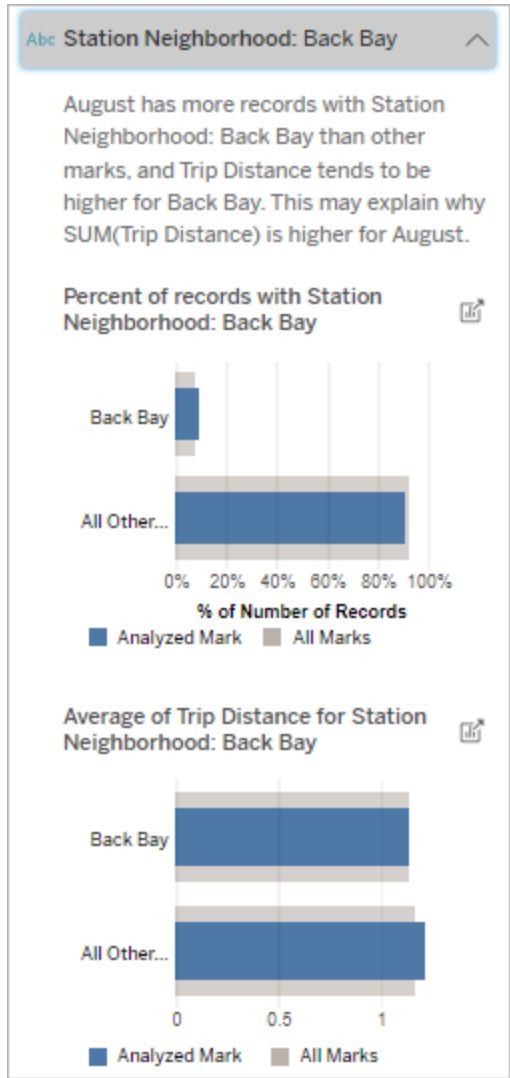 Abc Station Neighborhood: Back Bay
August has more records with Station
Neighborhood: Back Bay than other
marks, and Trip Distance tends to be
higher for Back Bay. This may explain why
SUM(Trip Distance) is higher for August.
Percent of records with Station
Neighborhood: Back Bay
Back Bay
All Other...
0% 20% 40% 60% 80% 100%
% of Number of Records
Analyzed Mark All Marks
Average of Trip Distance for Station
Neighborhood: Back Bay
Back Bay
All Other...
0 0.5 1
Analyzed Mark All Marks